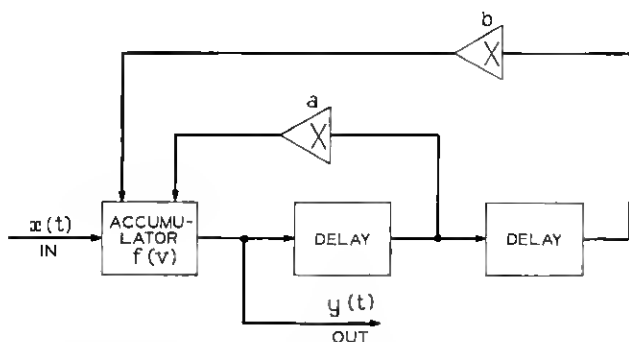 b
X
a
X
x(t)
IN
ACCUMU-
LATOR
f(v)
DELAY
DELAY
y(t)
OUT